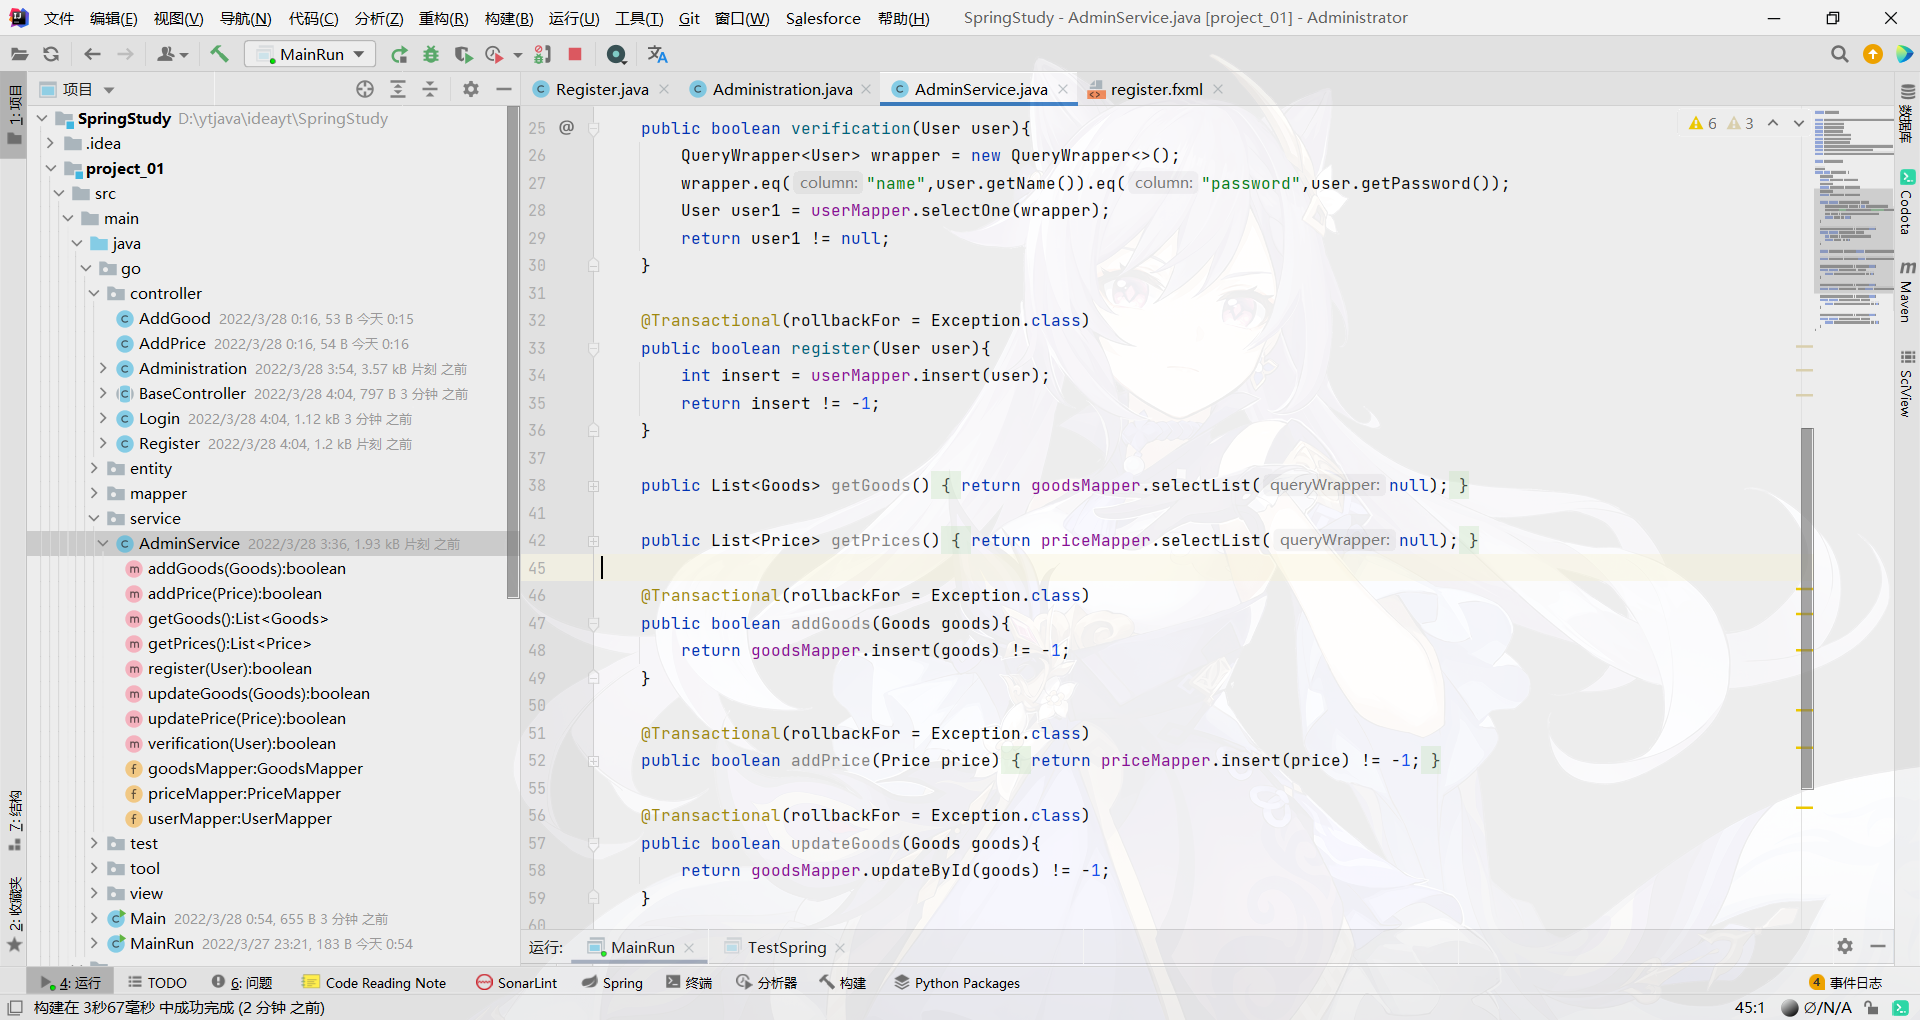 文件 编辑(E) 视图(V) 导航(N) 代码(C) 分析(Z) 重构(R) 构建(B) 运行(U) 工具(T) Git 窗口(W) Salesforce 帮助(H) SpringStudy - AdminService.java [project_01] - Administrator
MainRun
1: 项目
项目
Register.java Administration.java AdminService.java register.fxml
SpringStudy D:\ytjava\ideayt\SpringStudy
.idea
project_01
src
main
java
go
controller
AddGood 2022/3/28 0:16, 53 B 今天 0:15
AddPrice 2022/3/28 0:16, 54 B 今天 0:16
Administration 2022/3/28 3:54, 3.57 kB 片刻 之前
BaseController 2022/3/28 4:04, 797 B 3 分钟 之前
Login 2022/3/28 4:04, 1.12 kB 3 分钟 之前
Register 2022/3/28 4:04, 1.2 kB 片刻 之前
entity
mapper
service
AdminService 2022/3/28 3:36, 1.93 kB 片刻 之前
addGoods(Goods):boolean
addPrice(Price):boolean
getGoods():List<Goods>
getPrices():List<Price>
register(User):boolean
updateGoods(Goods):boolean
updatePrice(Price):boolean
verification(User):boolean
goodsMapper:GoodsMapper
priceMapper:PriceMapper
userMapper:UserMapper
test
tool
view
Main 2022/3/28 0:54, 655 B 3 分钟 之前
MainRun 2022/3/27 23:21, 183 B 今天 0:54
7: 结构
2: 收藏夹
6 3
25 @ public boolean verification(User user){
26 QueryWrapper<User> wrapper = new QueryWrapper<>();
27 wrapper.eq( column: "name",user.getName()).eq( column: "password",user.getPassword());
28 User user1 = userMapper.selectOne(wrapper);
29 return user1 != null;
30 }
31
32 @Transactional(rollbackFor = Exception.class)
33 public boolean register(User user){
34 int insert = userMapper.insert(user);
35 return insert != -1;
36 }
37
38 public List<Goods> getGoods() { return goodsMapper.selectList( queryWrapper: null); }
41
42 public List<Price> getPrices() { return priceMapper.selectList( queryWrapper: null); }
45
46 @Transactional(rollbackFor = Exception.class)
47 public boolean addGoods(Goods goods){
48 return goodsMapper.insert(goods) != -1;
49 }
50
51 @Transactional(rollbackFor = Exception.class)
52 public boolean addPrice(Price price) { return priceMapper.insert(price) != -1; }
55
56 @Transactional(rollbackFor = Exception.class)
57 public boolean updateGoods(Goods goods){
58 return goodsMapper.updateById(goods) != -1;
59 }
60
数据库
Codota
Maven
SciView
运行: MainRun TestSpring
4: 运行 TODO 6: 问题 Code Reading Note SonarLint Spring 终端 分析器 构建 Python Packages 4 事件日志
构建在 3秒67毫秒 中成功完成 (2 分钟 之前) 45:1 ∅/N/A